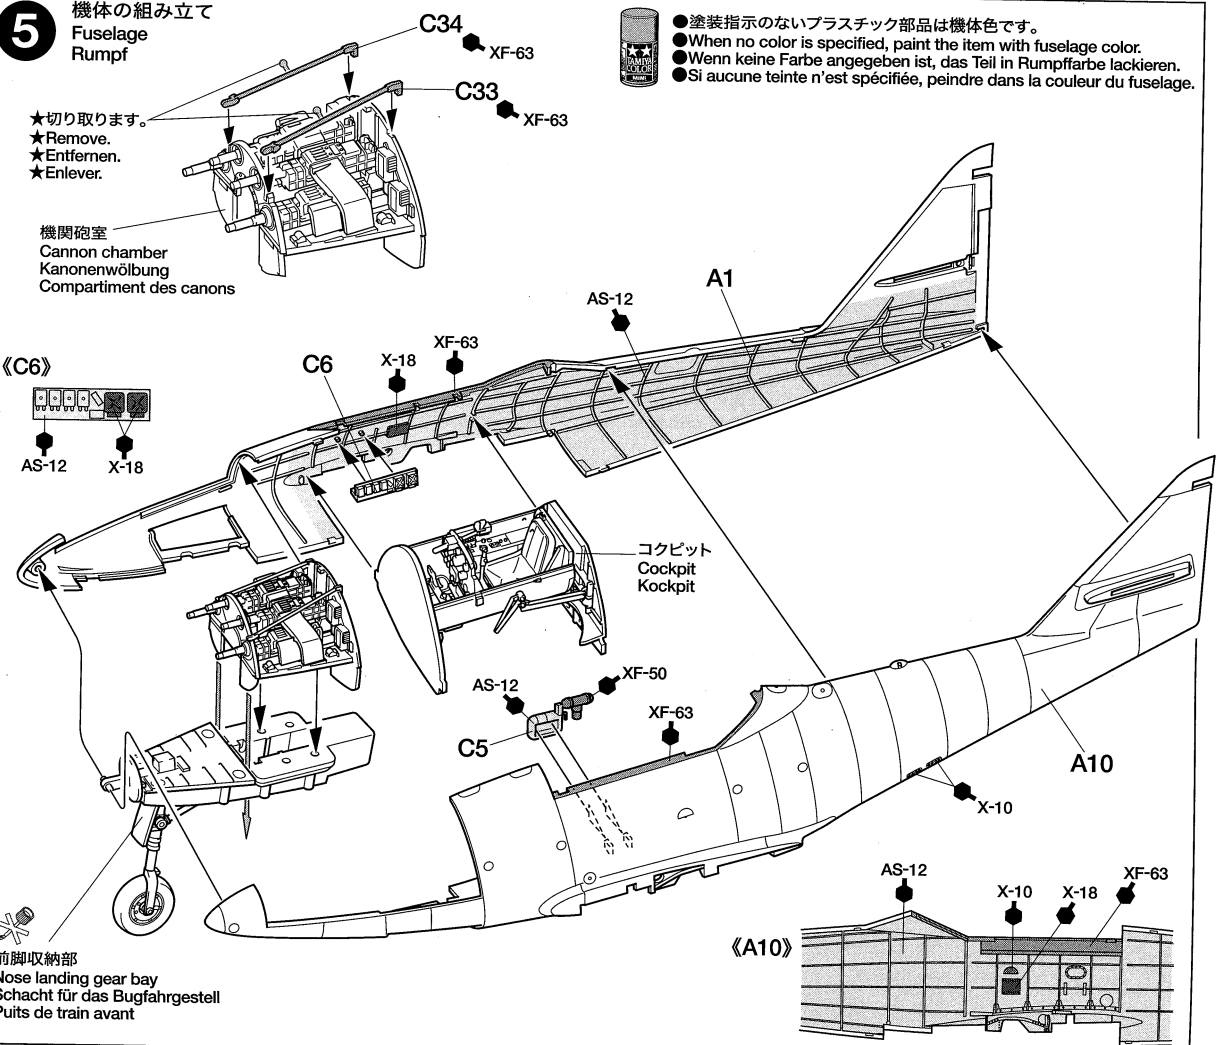 5
機体の組み立て
Fuselage
Rumpf
TAMIYA
COLOR
MINI
●塗装指示のないプラスチック部品は機体色です。
●When no color is specified, paint the item with fuselage color.
●Wenn keine Farbe angegeben ist, das Teil in Rumpffarbe lackieren.
●Si aucune teinte n'est spécifiée, peindre dans la couleur du fuselage.
C34
XF-63
C33
XF-63
★切り取ります。
★Remove.
★Entfernen.
★Enlever.
機関砲室
Cannon chamber
Kanonenwölbung
Compartiment des canons
A1
AS-12
XF-63
X-18
C6
《C6》
AS-12
X-18
コクピット
Cockpit
Kockpit
AS-12
XF-50
C5
XF-63
A10
X-10
前脚収納部
Nose landing gear bay
Schacht für das Bugfahrgestell
Puits de train avant
《A10》
AS-12
X-10
X-18
XF-63